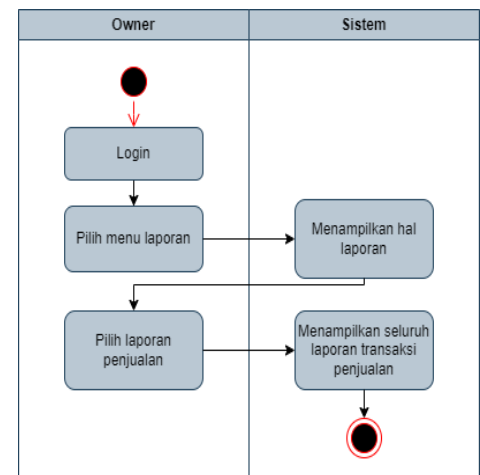 Owner
Sistem
Login
Pilih menu laporan
Menampilkan hal
laporan
Pilih laporan
penjualan
Menampilkan seluruh
laporan transaksi
penjualan